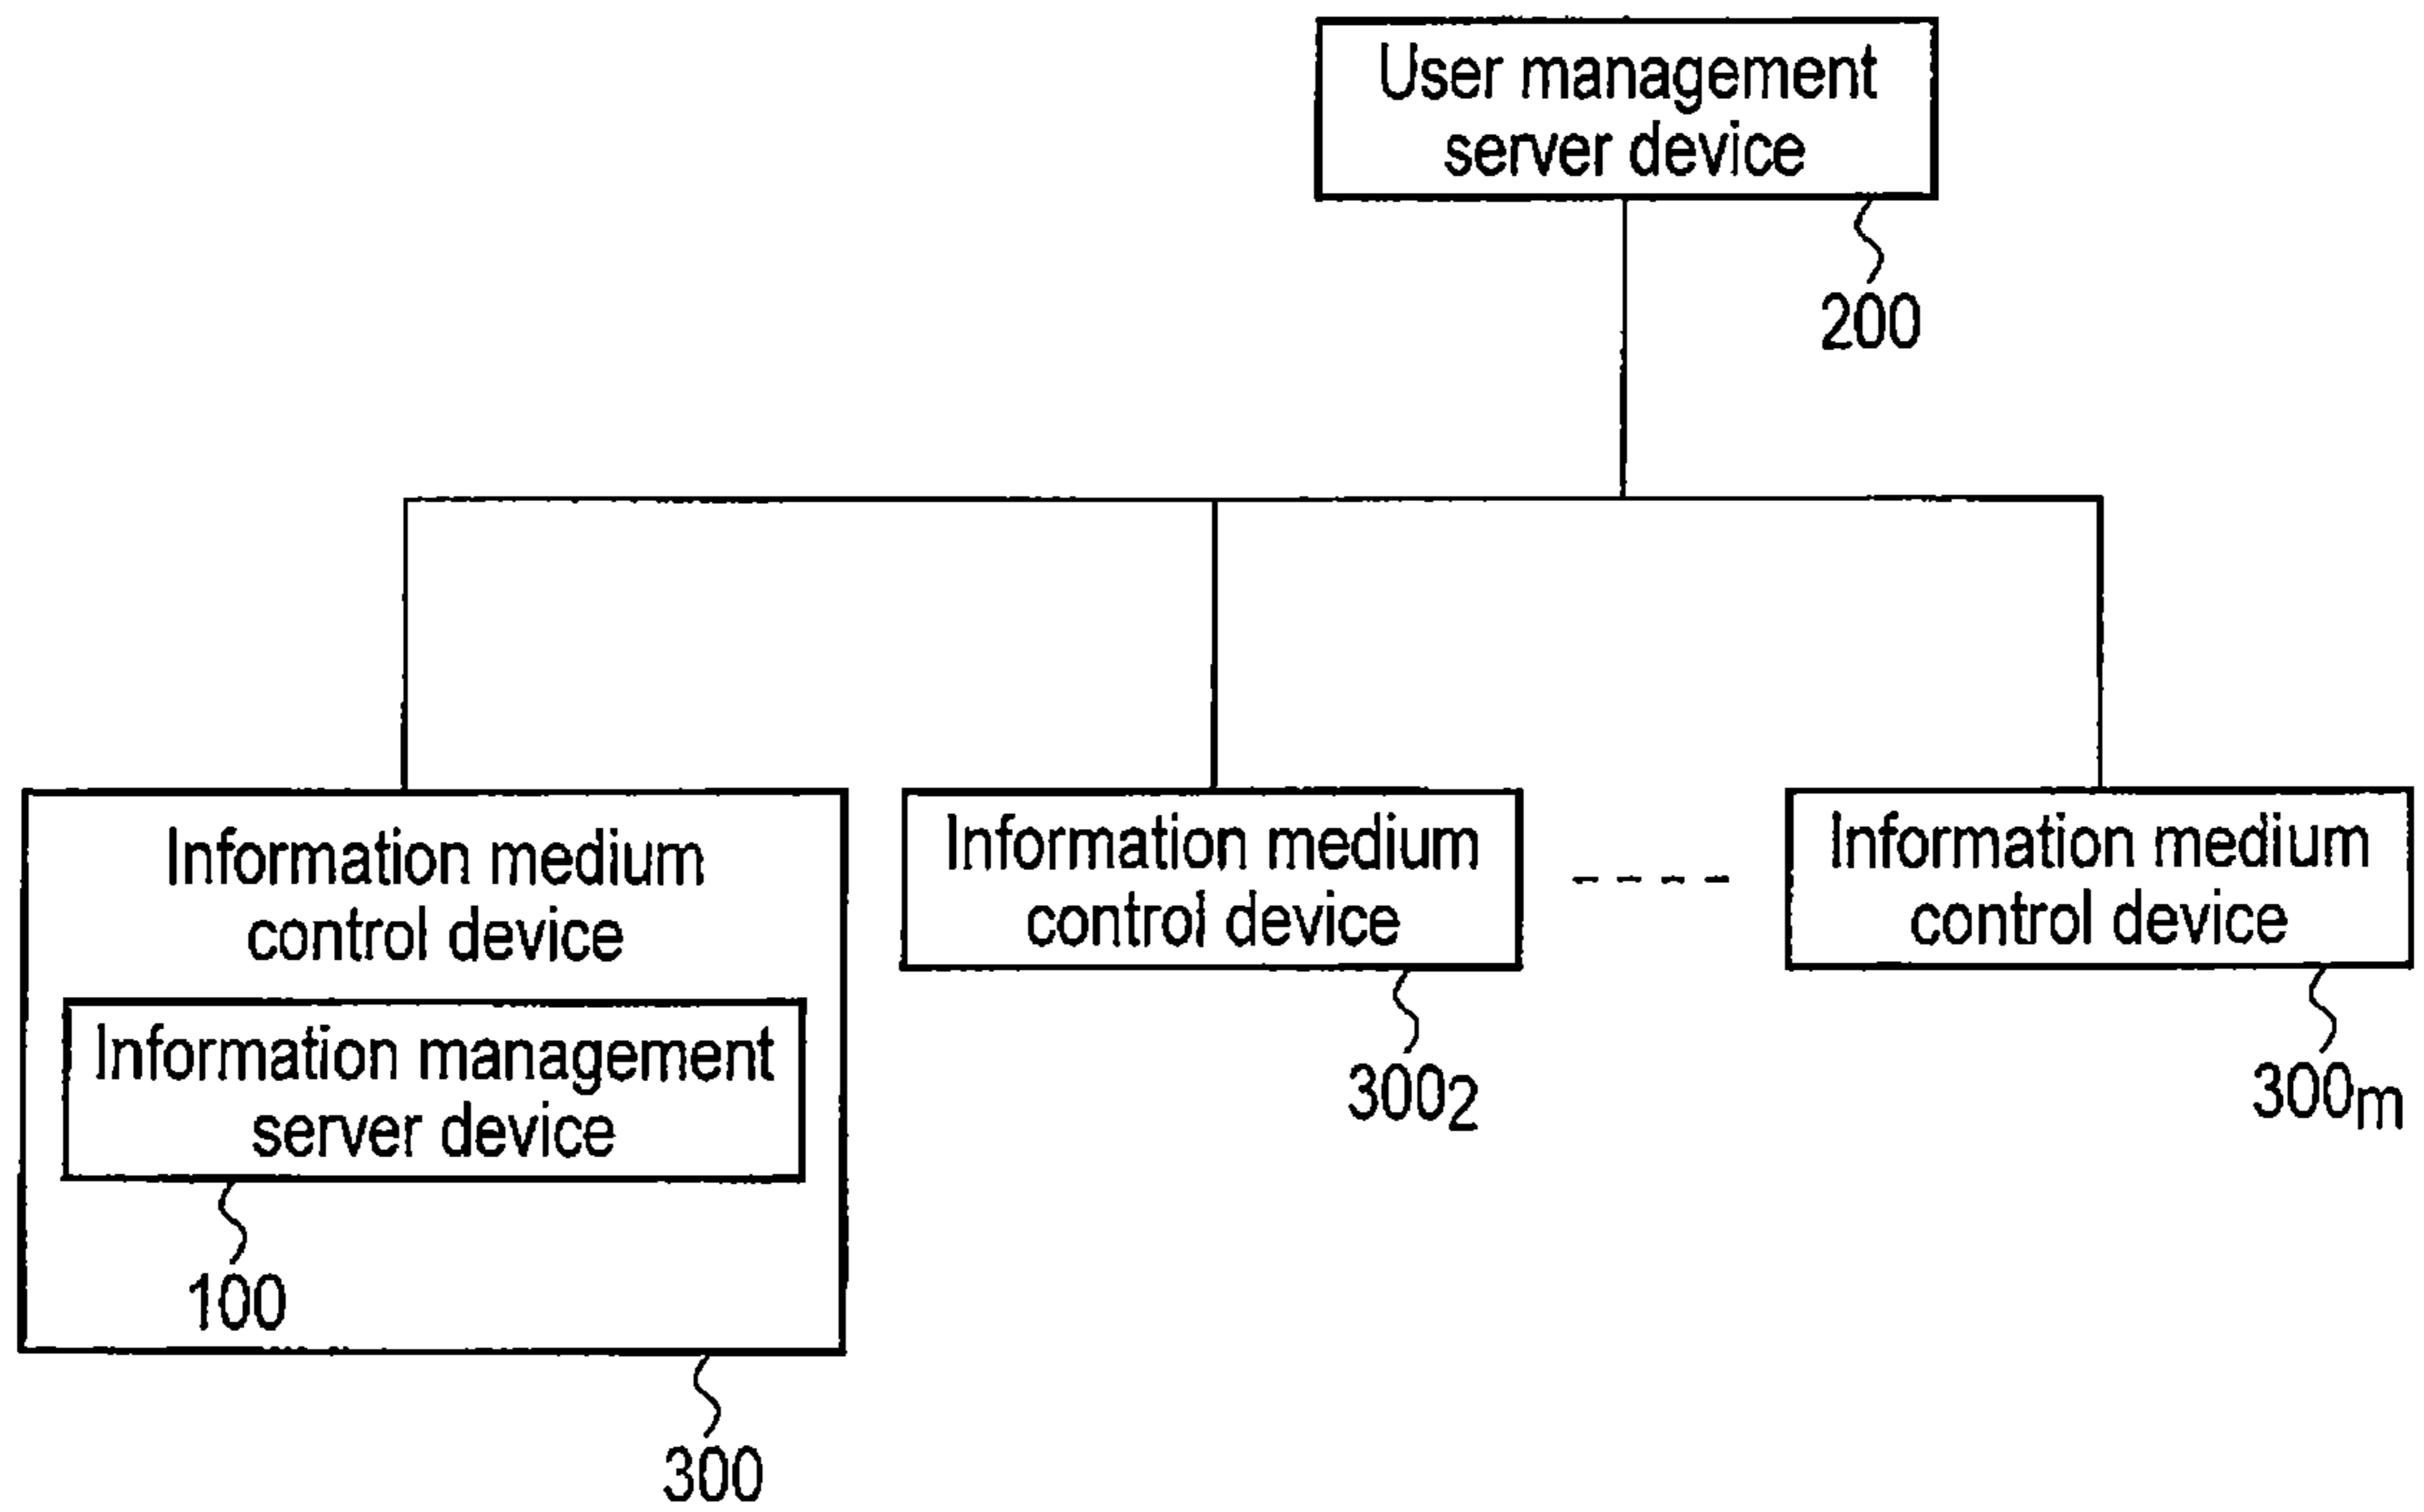 User management
server device
200
Information medium
control device
Information management
server device
100
300
Information medium
control device
300₂
Information medium
control device
300ₘ